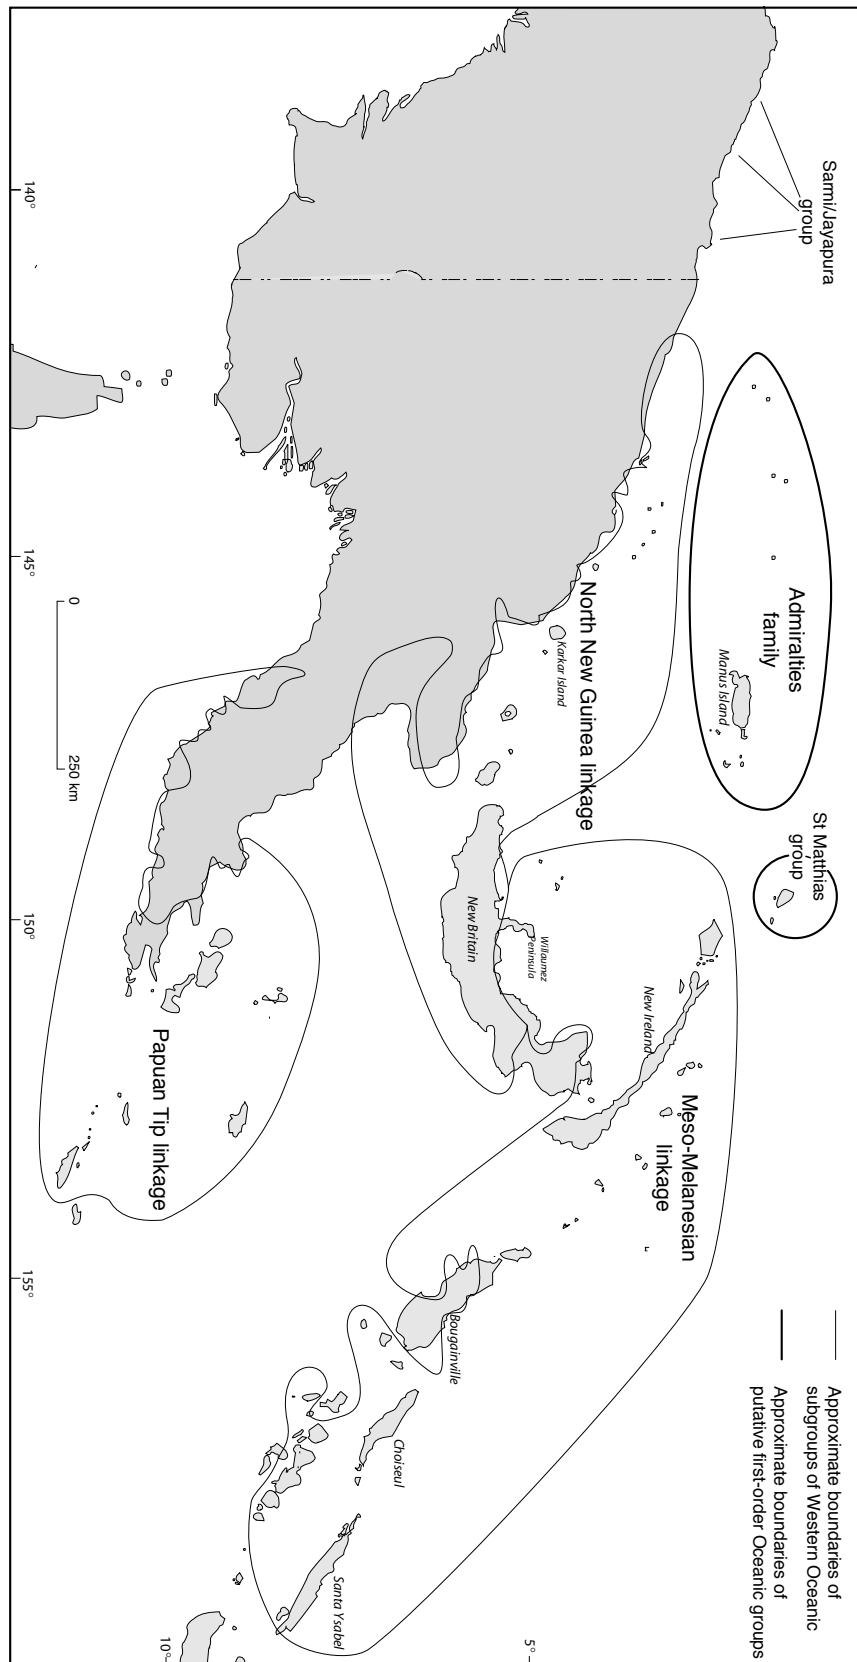 Sarmi/Jayapura
group
Admiralties
family
Manus Island
St Matthias
group
North New Guinea linkage
Karkar Island
New Britain
Willaumez
Peninsula
New Ireland
Meso-Melanesian
linkage
Papuan Tip linkage
Bougainville
Choiseul
Santa Ysabel
Approximate boundaries of
subgroups of Western Oceanic
Approximate boundaries of
putative first-order Oceanic groups
0
250 km
140°
145°
150°
155°
5°
10°